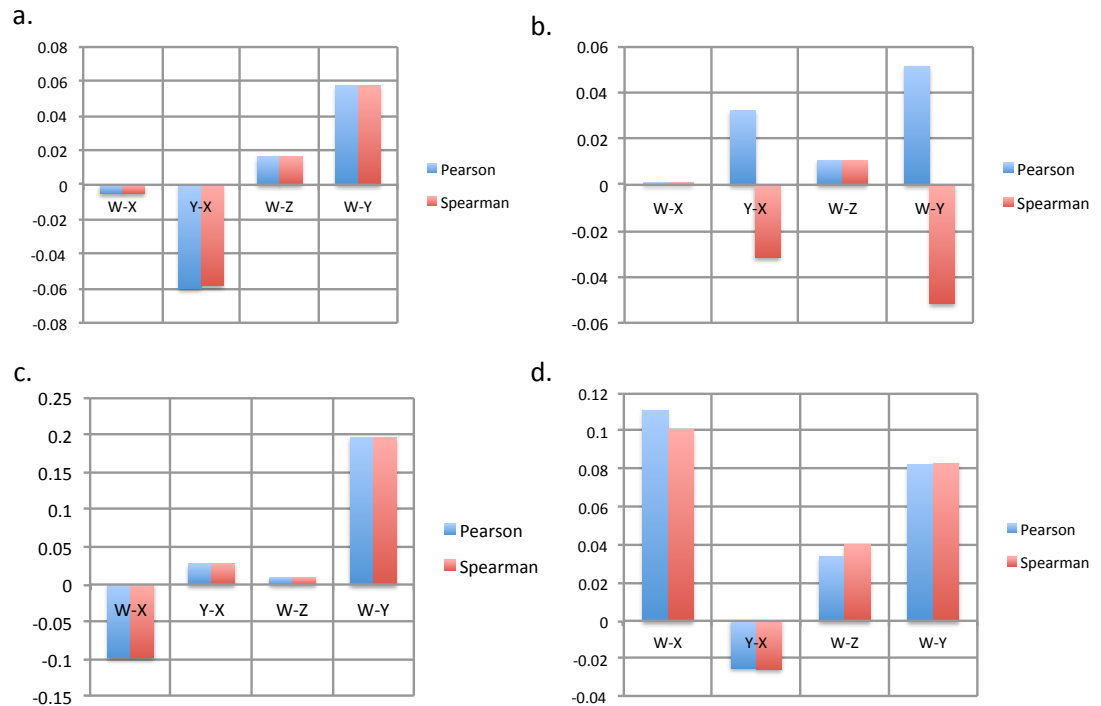 a.
0.08
0.06
0.04
0.02
0
-0.02
-0.04
-0.06
-0.08
W-X
Y-X
W-Z
W-Y
Pearson
Spearman
b.
0.06
0.04
0.02
0
-0.02
-0.04
-0.06
W-X
Y-X
W-Z
W-Y
Pearson
Spearman
c.
0.25
0.2
0.15
0.1
0.05
0
-0.05
-0.1
-0.15
W-X
Y-X
W-Z
W-Y
Pearson
Spearman
d.
0.12
0.1
0.08
0.06
0.04
0.02
0
-0.02
-0.04
W-X
Y-X
W-Z
W-Y
Pearson
Spearman